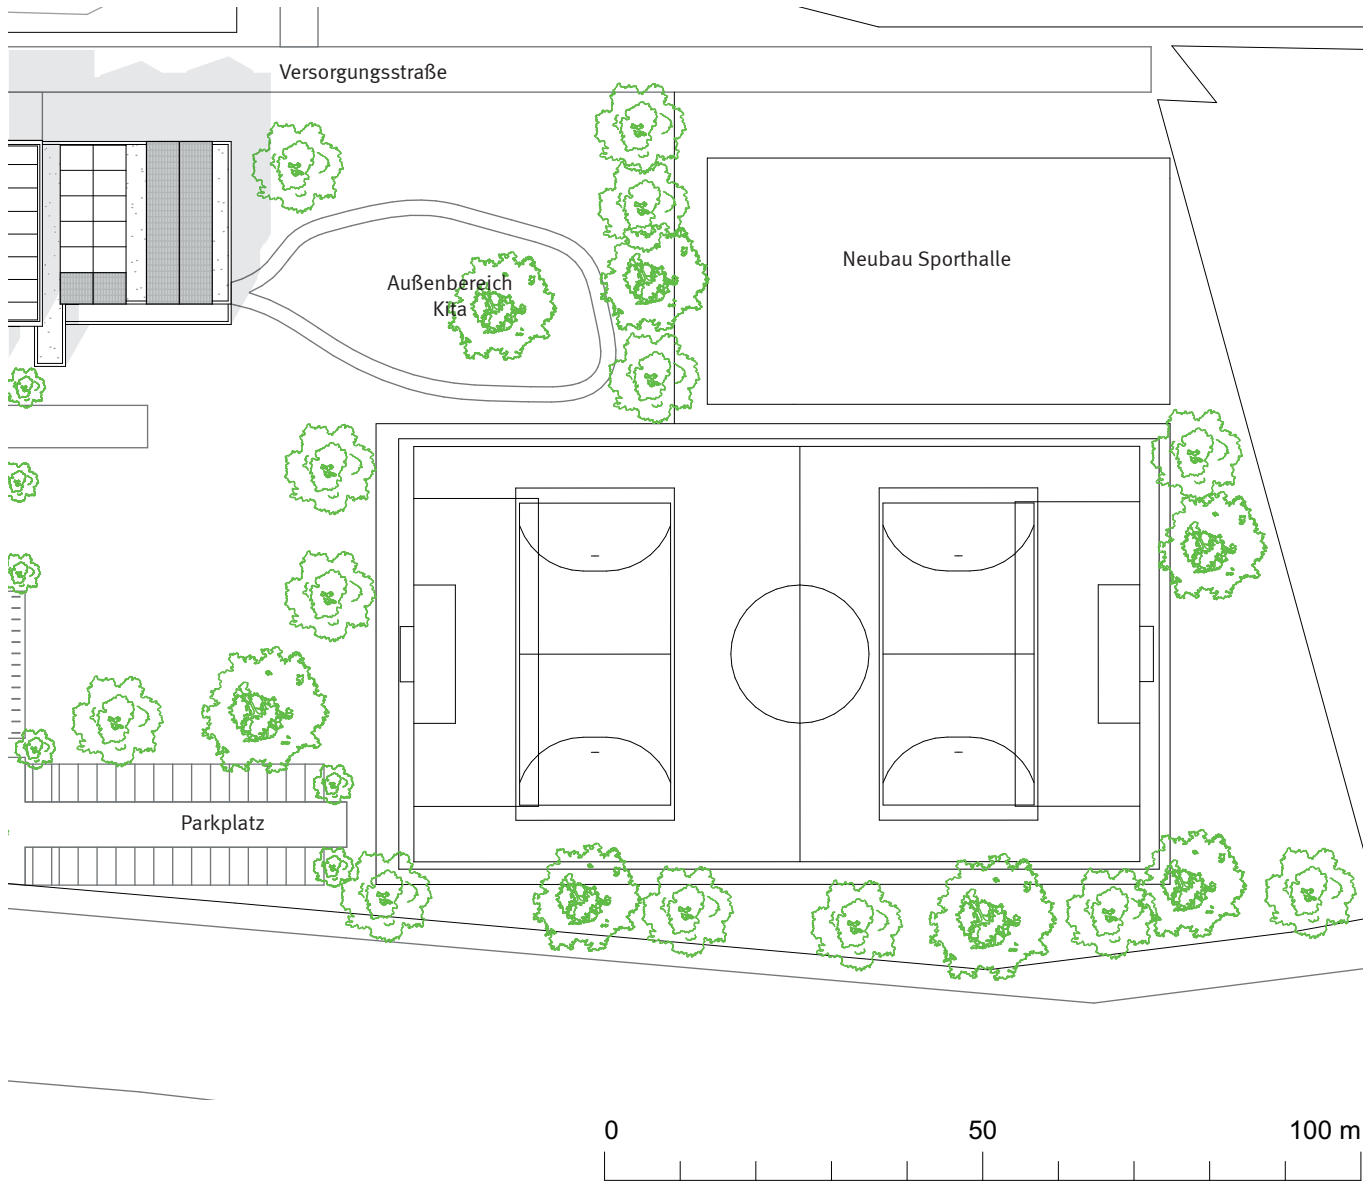 Versorgungsstraße
Neubau Sporthalle
Außenbereich
Kita
Parkplatz
0 50 100 m